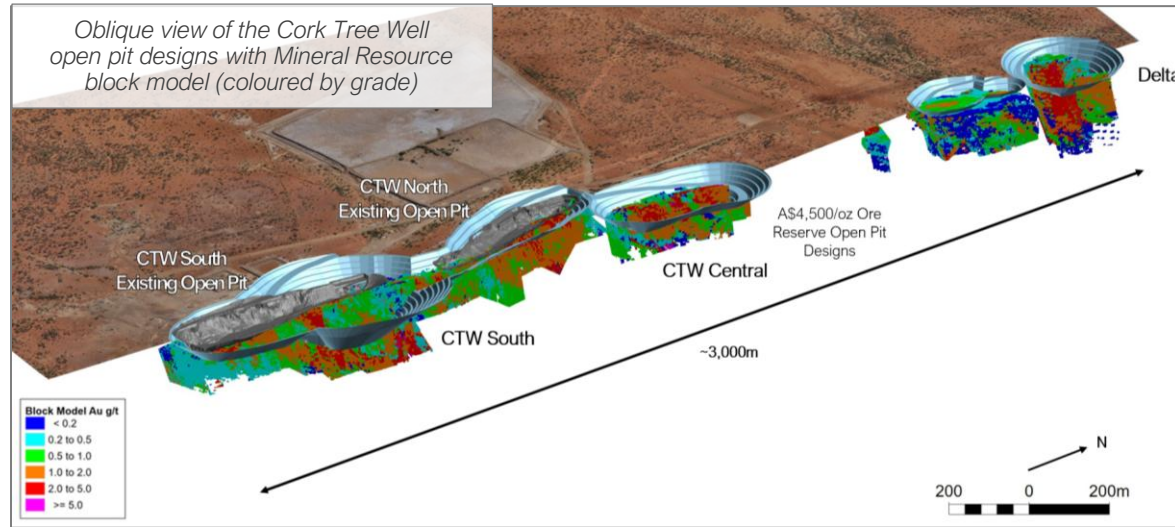 Oblique view of the Cork Tree Well
open pit designs with Mineral Resource
block model (coloured by grade)
Delta
CTW North
Existing Open Pit
CTW South
Existing Open Pit
A$4,500/oz Ore
Reserve Open Pit
Designs
CTW Central
CTW South
~3,000m
Block Model Au g/t
< 0.2
0.2 to 0.5
0.5 to 1.0
1.0 to 2.0
2.0 to 5.0
>= 5.0
N
200 0 200m